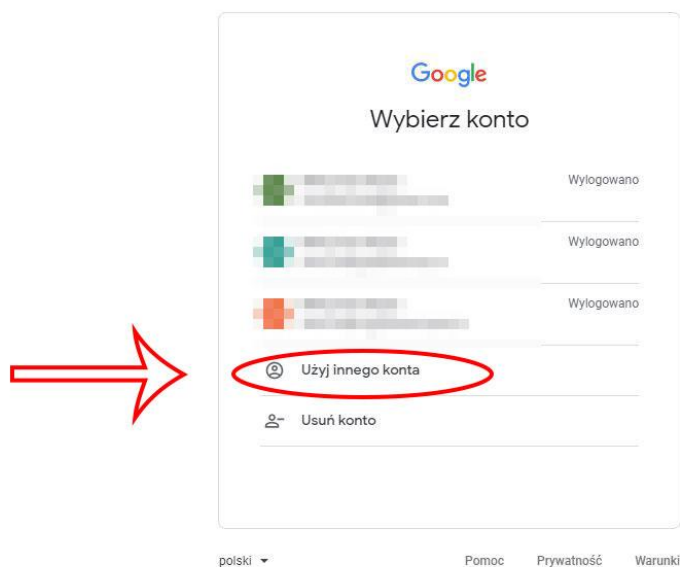 Google
Wybierz konto
Wylogowano
Wylogowano
Wylogowano
Użyj innego konta
Usuń konto
polski
Pomoc Prywatność Warunki